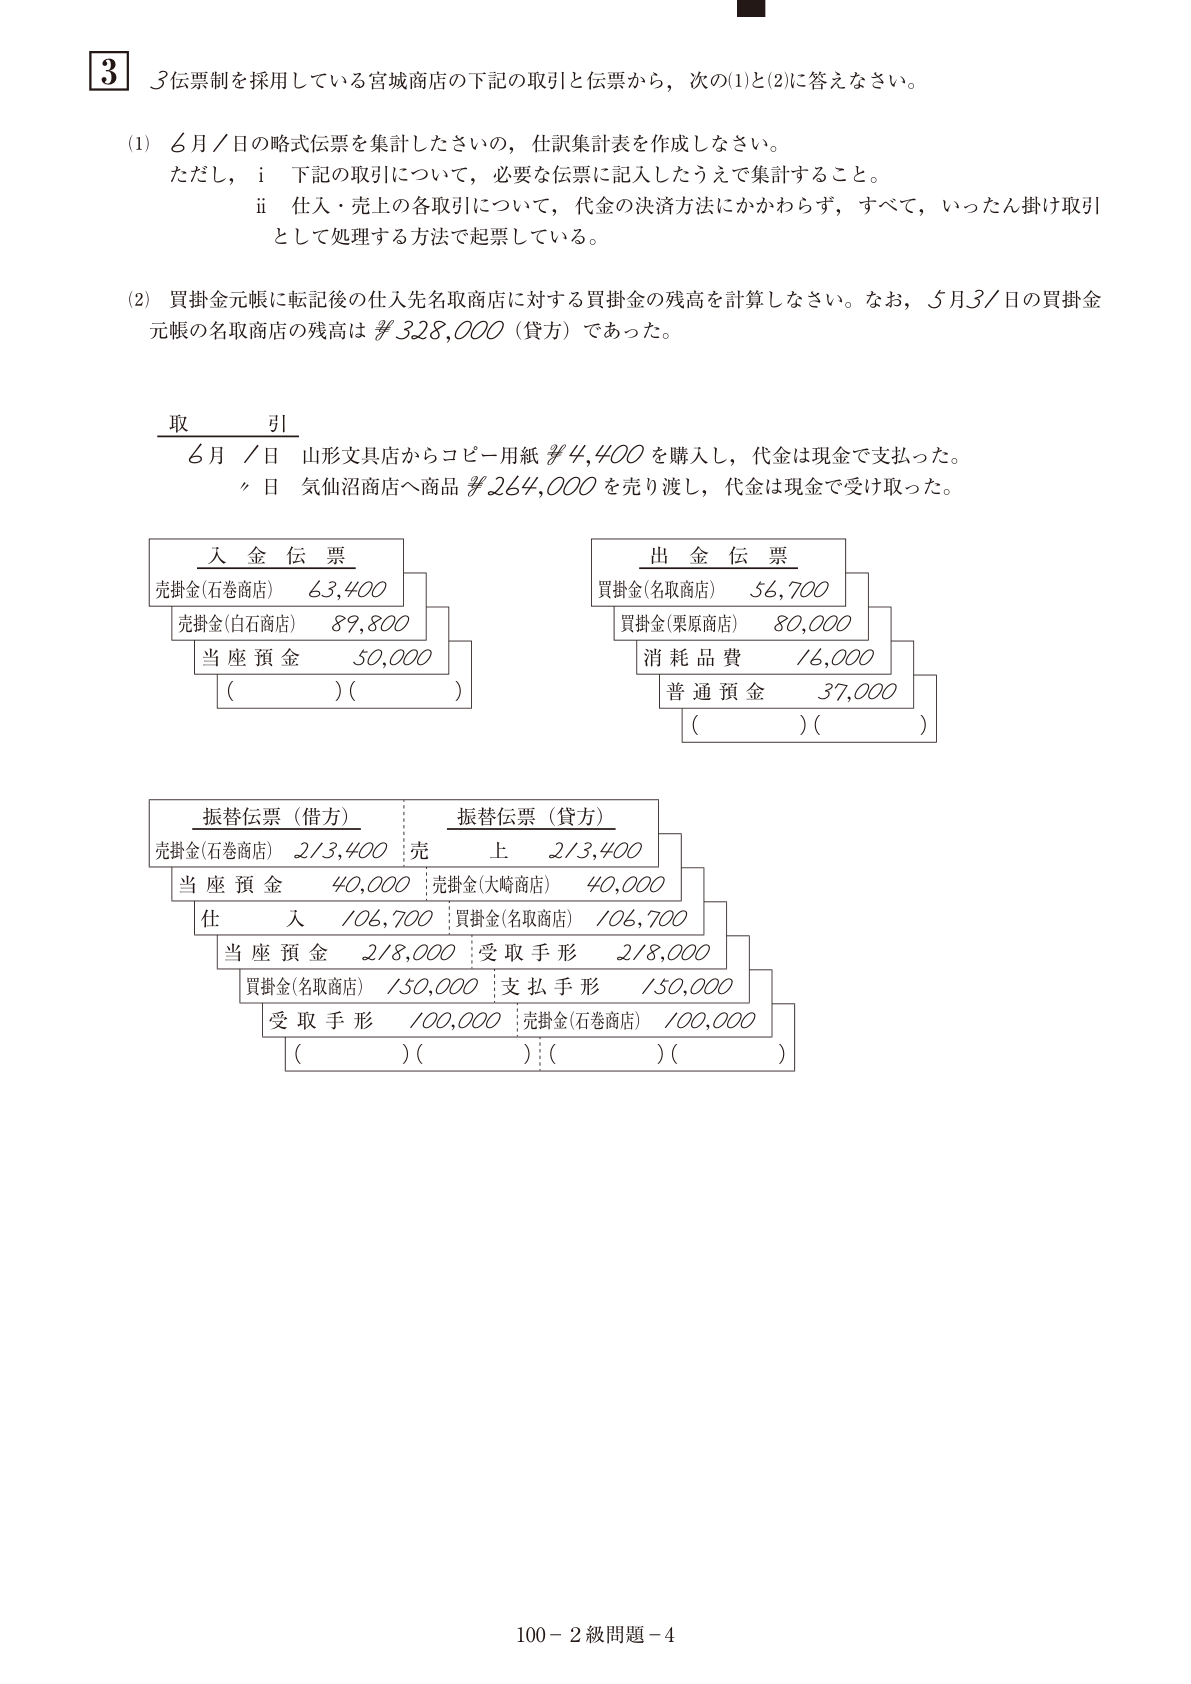 3 3伝票制を採用している宮城商店の下記の取引と伝票から，次の⑴と⑵に答えなさい。
⑴ 6月1日の略式伝票を集計したさいの，仕訳集計表を作成しなさい。
ただし，ⅰ 下記の取引について，必要な伝票に記入したうえで集計すること。
ⅱ 仕入・売上の各取引について，代金の決済方法にかかわらず，すべて，いったん掛け取引
として処理する方法で起票している。
⑵ 買掛金元帳に転記後の仕入先名取商店に対する買掛金の残高を計算しなさい。なお，5月31日の買掛金
元帳の名取商店の残高は ¥328,000（貸方）であった。
取 引
6月 1日 山形文具店からコピー用紙 ¥4,400 を購入し，代金は現金で支払った。
〃 日 気仙沼商店へ商品 ¥264,000 を売り渡し，代金は現金で受け取った。
入 金 伝 票
売掛金(石巻商店) 63,400
売掛金(白石商店) 89,800
当 座 預 金 50,000
( ) ( )
出 金 伝 票
買掛金(名取商店) 56,700
買掛金(栗原商店) 80,000
消 耗 品 費 16,000
普 通 預 金 37,000
( ) ( )
振替伝票（借方） 振替伝票（貸方）
売掛金(石巻商店) 213,400 売 上 213,400
当 座 預 金 40,000 売掛金(大崎商店) 40,000
仕 入 106,700 買掛金(名取商店) 106,700
当 座 預 金 218,000 受 取 手 形 218,000
買掛金(名取商店) 150,000 支 払 手 形 150,000
受 取 手 形 100,000 売掛金(石巻商店) 100,000
( ) ( ) ( ) ( )
100－２級問題－4